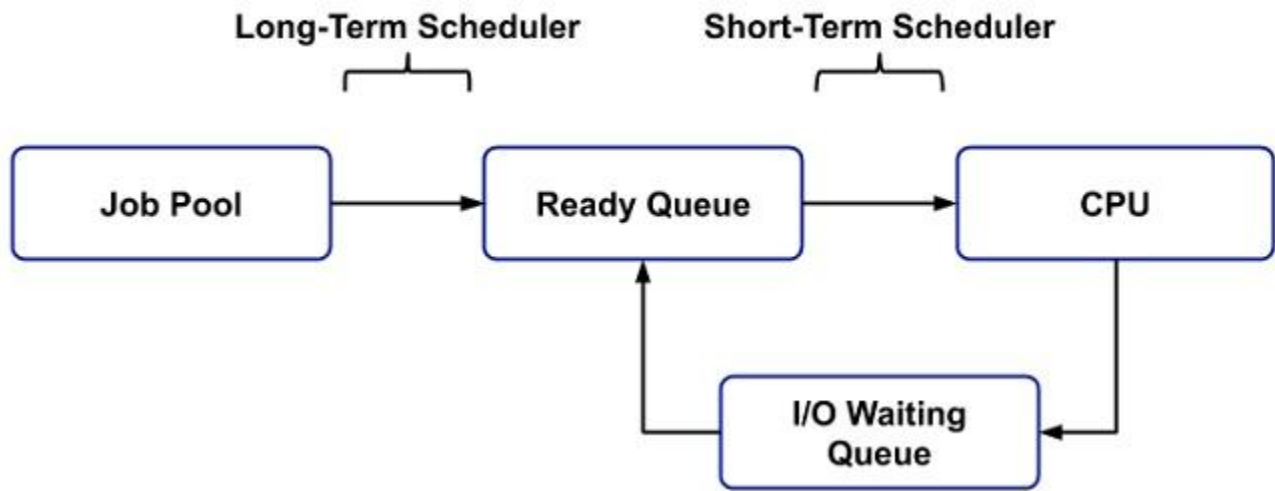 Long-Term Scheduler
Short-Term Scheduler
Job Pool
Ready Queue
CPU
I/O Waiting
Queue